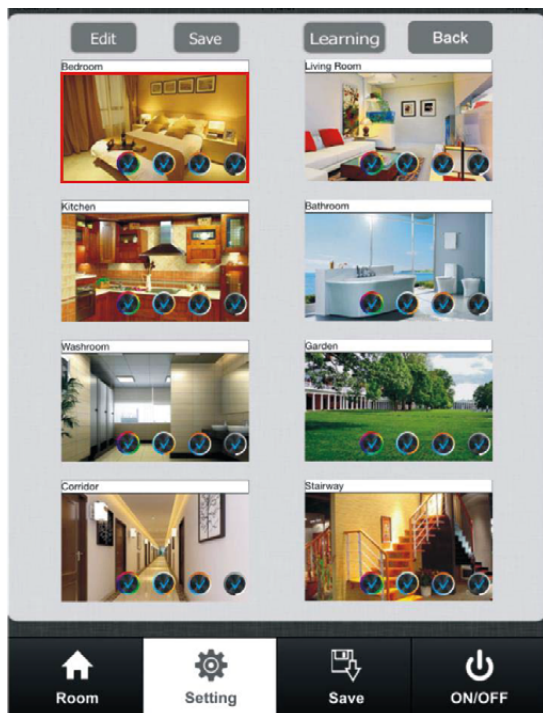 Edit Save Learning Back
Bedroom Living Room
Kitchen Bathroom
Washroom Garden
Corridor Stairway
Room Setting Save ON/OFF